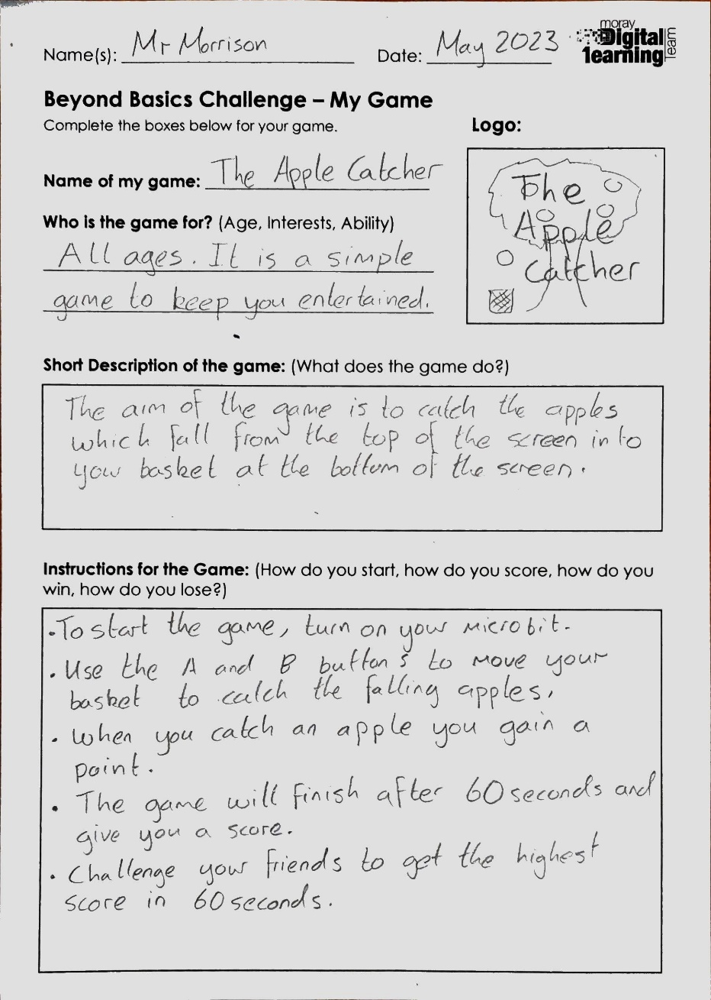 Name(s): Mr Morrison Date: May 2023
moray
Digital
learning
team
Beyond Basics Challenge – My Game
Complete the boxes below for your game.
Logo:
Name of my game: The Apple Catcher
The
Apple
Catcher
Who is the game for? (Age, Interests, Ability)
All ages. It is a simple
game to keep you entertained.
Short Description of the game: (What does the game do?)
The aim of the game is to catch the apples
which fall from the top of the screen into
your basket at the bottom of the screen.
Instructions for the Game: (How do you start, how do you score, how do you
win, how do you lose?)
• To start the game, turn on your microbit.
• Use the A and B buttons to move your
basket to catch the falling apples.
• When you catch an apple you gain a
point.
• The game will finish after 60 seconds and
give you a score.
• Challenge your friends to get the highest
score in 60 seconds.